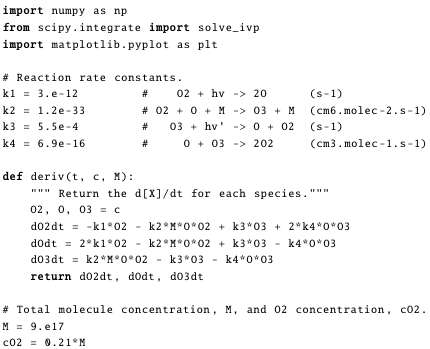 import numpy as np
from scipy.integrate import solve_ivp
import matplotlib.pyplot as plt
# Reaction rate constants.
k1 = 3.e-12 # O2 + hv -> 2O (s-1)
k2 = 1.2e-33 # O2 + O + M -> O3 + M (cm6.molec-2.s-1)
k3 = 5.5e-4 # O3 + hv' -> O + O2 (s-1)
k4 = 6.9e-16 # O + O3 -> 2O2 (cm3.molec-1.s-1)
def deriv(t, c, M):
""" Return the d[X]/dt for each species."""
O2, O, O3 = c
dO2dt = -k1*O2 - k2*M*O*O2 + k3*O3 + 2*k4*O*O3
dOdt = 2*k1*O2 - k2*M*O*O2 + k3*O3 - k4*O*O3
dO3dt = k2*M*O*O2 - k3*O3 - k4*O*O3
return dO2dt, dOdt, dO3dt
# Total molecule concentration, M, and O2 concentration, cO2.
M = 9.e17
cO2 = 0.21*M